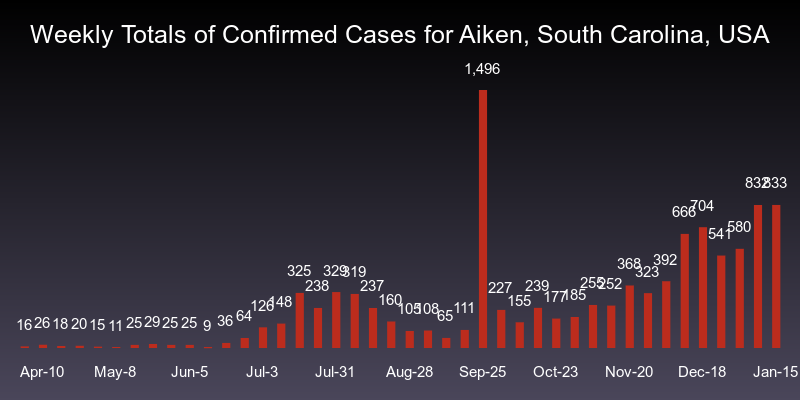 Weekly Totals of Confirmed Cases for Aiken, South Carolina, USA
1,496
16 26 18 20 15 11 25 29 25 25 9 36 64 126 148 325 238 329 319 237 160 105 108 65 111 227 155 239 177 185 255 252 368 323 392 666 704 541 580 832 833
Apr-10 May-8 Jun-5 Jul-3 Jul-31 Aug-28 Sep-25 Oct-23 Nov-20 Dec-18 Jan-15